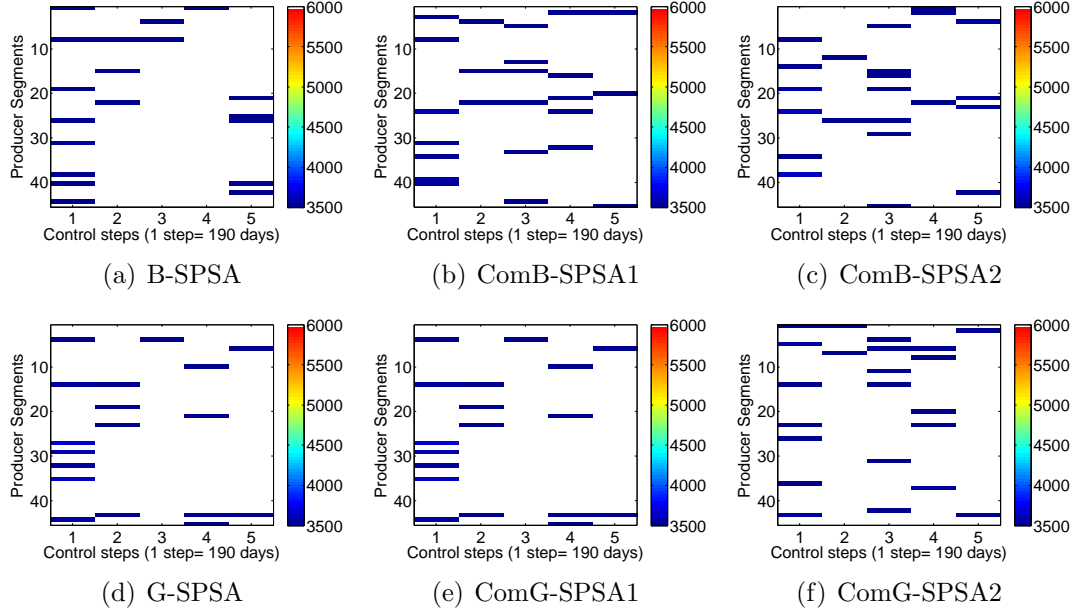 Producer Segments
10
20
30
40
1 2 3 4 5
Control steps (1 step= 190 days)
6000
5500
5000
4500
4000
3500
(a) B-SPSA
Producer Segments
10
20
30
40
1 2 3 4 5
Control steps (1 step= 190 days)
6000
5500
5000
4500
4000
3500
(b) ComB-SPSA1
Producer Segments
10
20
30
40
1 2 3 4 5
Control steps (1 step= 190 days)
6000
5500
5000
4500
4000
3500
(c) ComB-SPSA2
Producer Segments
10
20
30
40
1 2 3 4 5
Control steps (1 step= 190 days)
6000
5500
5000
4500
4000
3500
(d) G-SPSA
Producer Segments
10
20
30
40
1 2 3 4 5
Control steps (1 step= 190 days)
6000
5500
5000
4500
4000
3500
(e) ComG-SPSA1
Producer Segments
10
20
30
40
1 2 3 4 5
Control steps (1 step= 190 days)
6000
5500
5000
4500
4000
3500
(f) ComG-SPSA2